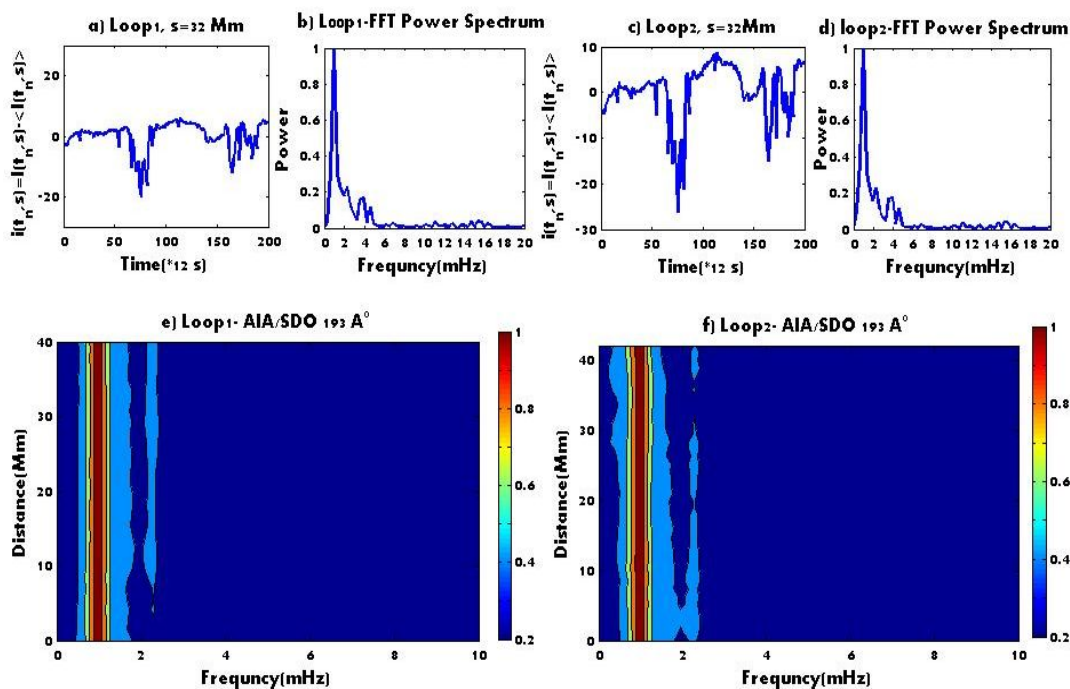 a) Loop1, s=32 Mm
i(tn,s)=I(tn,s)-<I(tn,s)>
20
0
-20
0 50 100 150 200
Time(*12 s)
b) Loop1-FFT Power Spectrum
Power
1
0.8
0.6
0.4
0.2
0
0 2 4 6 8 10 12 14 16 18 20
Frequncy(mHz)
c) Loop2, s=32Mm
i(tn,s)=I(tn,s)-<I(tn,s)>
10
0
-10
-20
-30
0 50 100 150 200
Time(*12 s)
d) loop2-FFT Power Spectrum
Power
1
0.8
0.6
0.4
0.2
0
0 2 4 6 8 10 12 14 16 18 20
Frequncy(mHz)
e) Loop1- AIA/SDO 193 A°
Distance(Mm)
40
30
20
10
0
0 2 4 6 8 10
Frequncy(mHz)
1
0.8
0.6
0.4
0.2
f) Loop2- AIA/SDO 193 A°
Distance(Mm)
40
30
20
10
0
0 2 4 6 8 10
Frequncy(mHz)
1
0.8
0.6
0.4
0.2